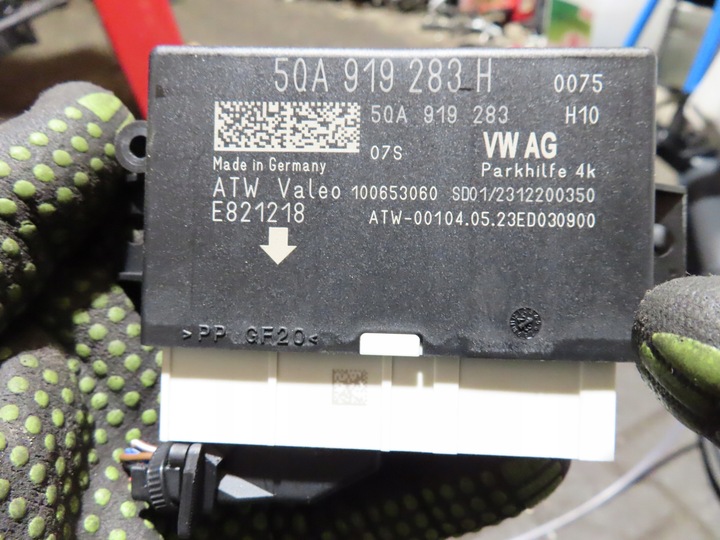 5QA 919 283 H 0075
5QA 919 283 H10
07S VW AG
Made in Germany Parkhilfe 4k
ATW Valeo 100653060 SD01/2312200350
E821218 ATW-00104.05.23ED030900
>PP GF20<